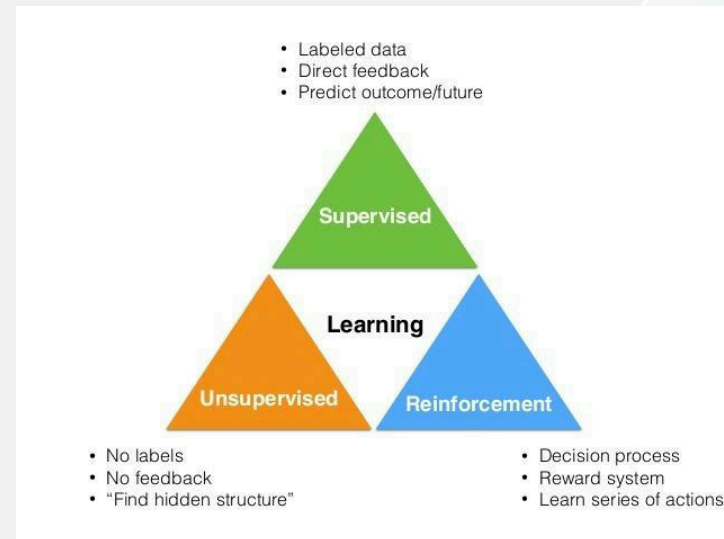 • Labeled data
• Direct feedback
• Predict outcome/future
Supervised
Learning
Unsupervised
Reinforcement
• No labels
• No feedback
• “Find hidden structure”
• Decision process
• Reward system
• Learn series of actions